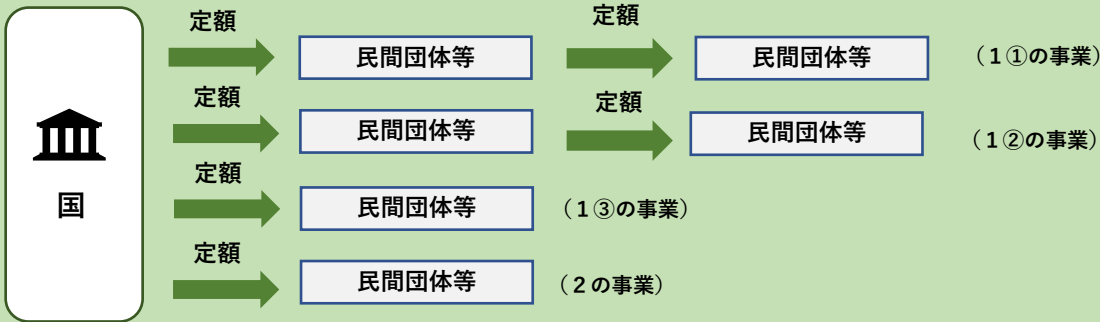 定額
定額
民間団体等
民間団体等
（１①の事業）
定額
定額
民間団体等
民間団体等
（１②の事業）
国
定額
民間団体等
（１③の事業）
定額
民間団体等
（２の事業）